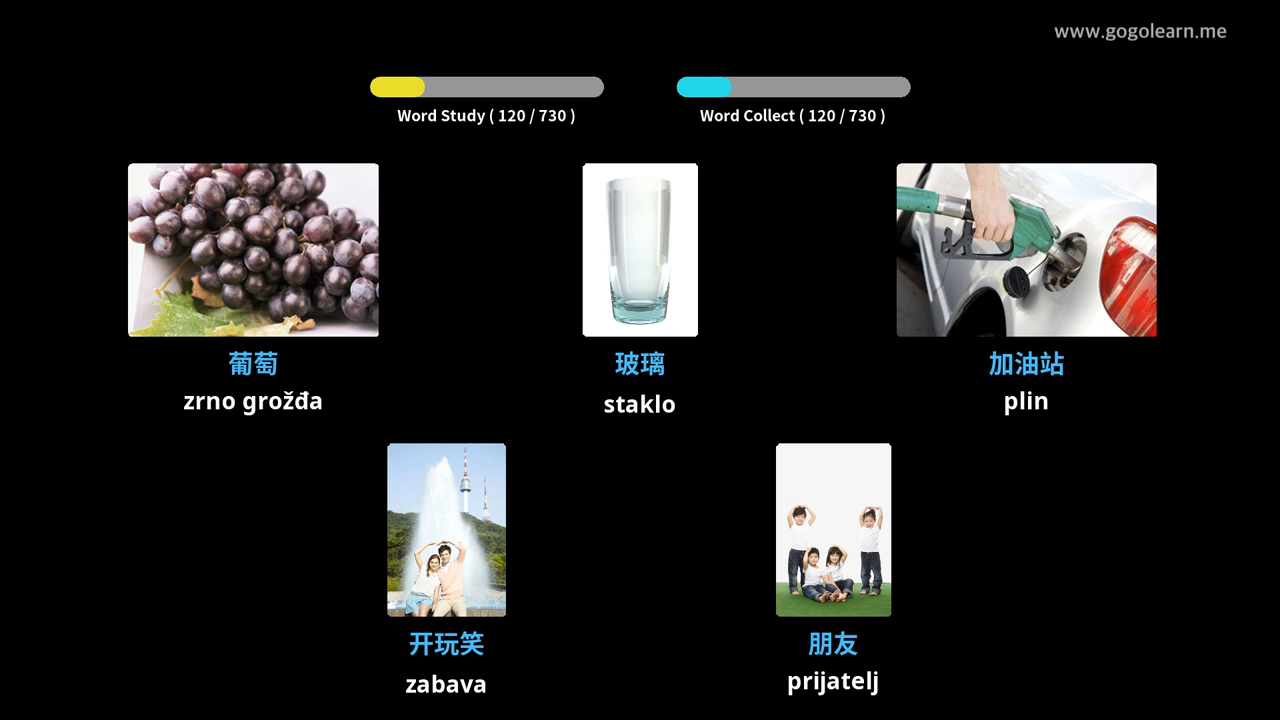 www.gogolearn.me
Word Study ( 120 / 730 )
Word Collect ( 120 / 730 )
葡萄
玻璃
加油站
zrno grožđa
staklo
plin
开玩笑
朋友
zabava
prijatelj